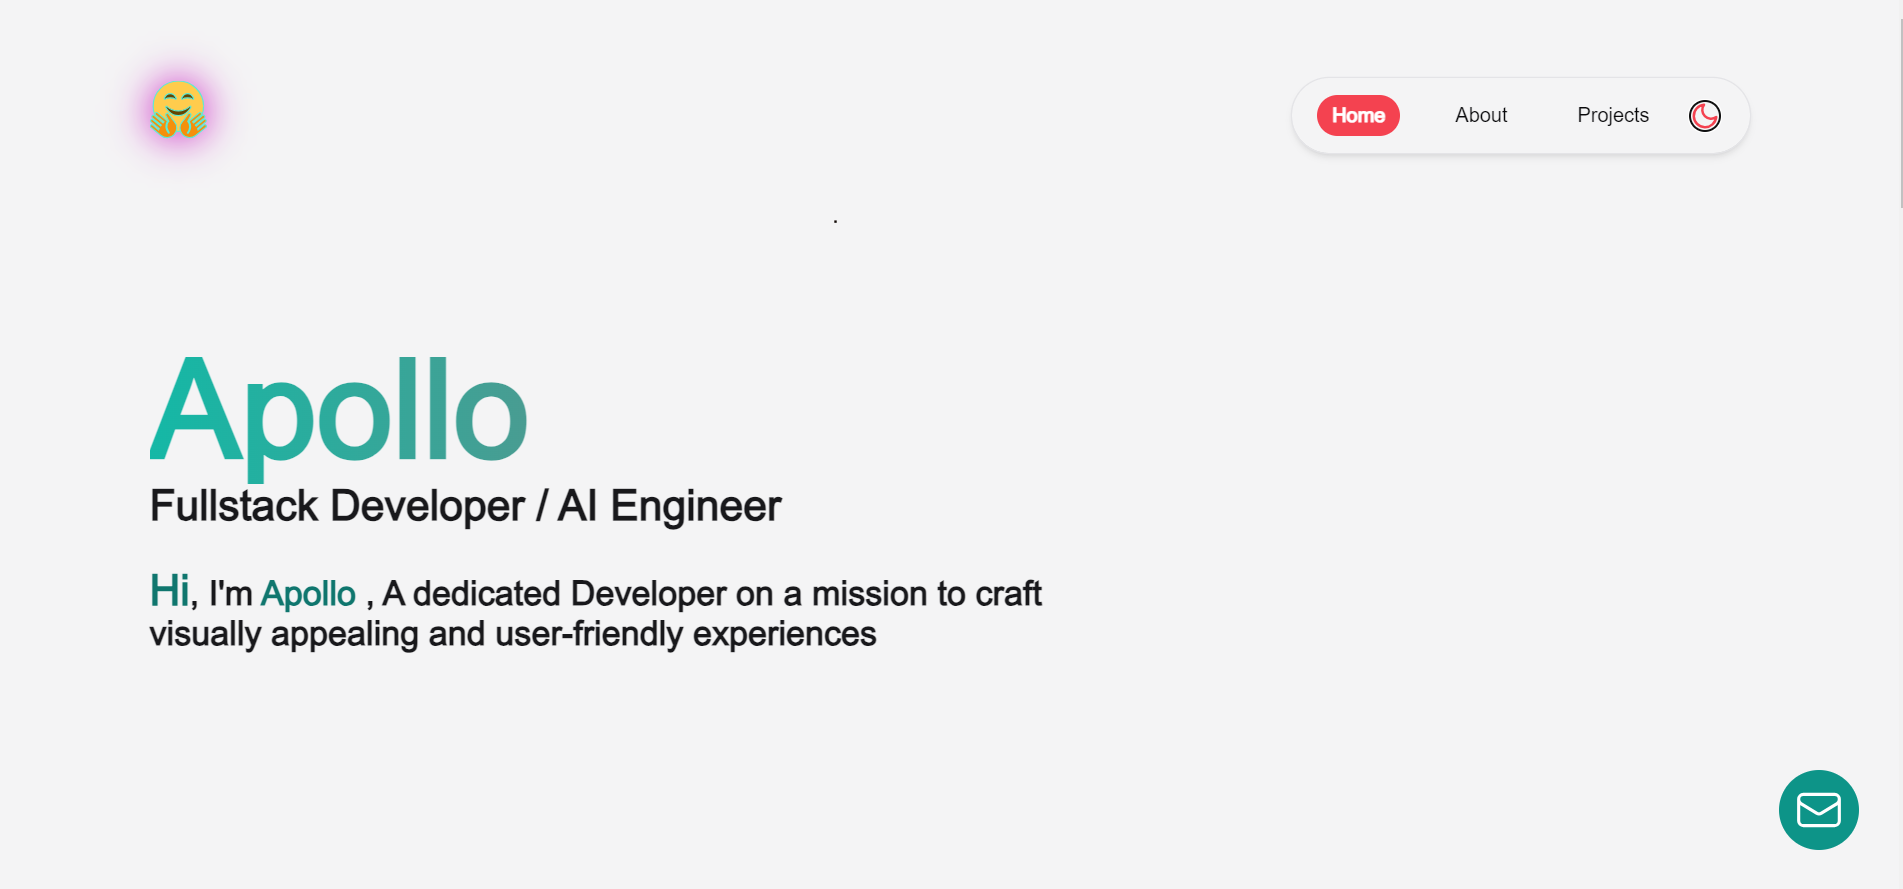 Home About Projects
.
Apollo
Fullstack Developer / AI Engineer
Hi, I'm Apollo , A dedicated Developer on a mission to craft
visually appealing and user-friendly experiences